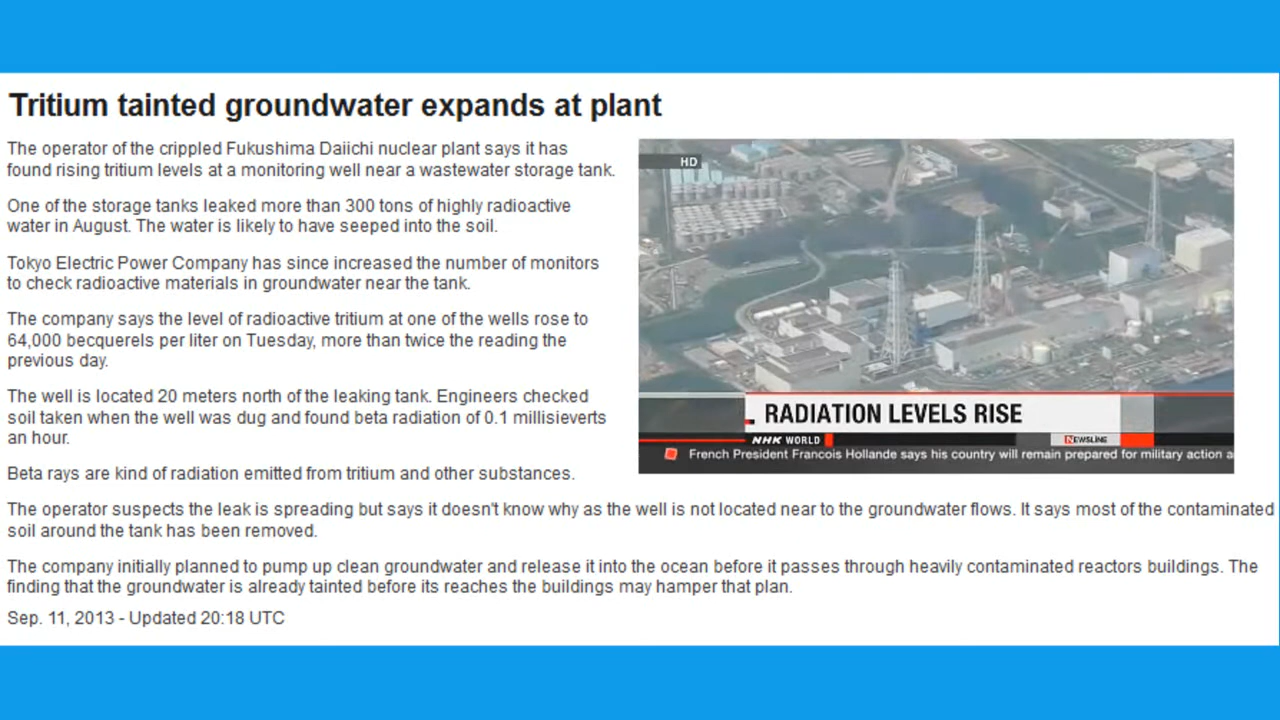 Tritium tainted groundwater expands at plant
The operator of the crippled Fukushima Daiichi nuclear plant says it has
found rising tritium levels at a monitoring well near a wastewater storage tank.
One of the storage tanks leaked more than 300 tons of highly radioactive
water in August. The water is likely to have seeped into the soil.
Tokyo Electric Power Company has since increased the number of monitors
to check radioactive materials in groundwater near the tank.
The company says the level of radioactive tritium at one of the wells rose to
64,000 becquerels per liter on Tuesday, more than twice the reading the
previous day.
The well is located 20 meters north of the leaking tank. Engineers checked
soil taken when the well was dug and found beta radiation of 0.1 millisieverts
an hour.
Beta rays are kind of radiation emitted from tritium and other substances.
HD
RADIATION LEVELS RISE
NHK WORLD
NEWSLINE
French President Francois Hollande says his country will remain prepared for military action a
The operator suspects the leak is spreading but says it doesn't know why as the well is not located near to the groundwater flows. It says most of the contaminated
soil around the tank has been removed.
The company initially planned to pump up clean groundwater and release it into the ocean before it passes through heavily contaminated reactors buildings. The
finding that the groundwater is already tainted before its reaches the buildings may hamper that plan.
Sep. 11, 2013 - Updated 20:18 UTC